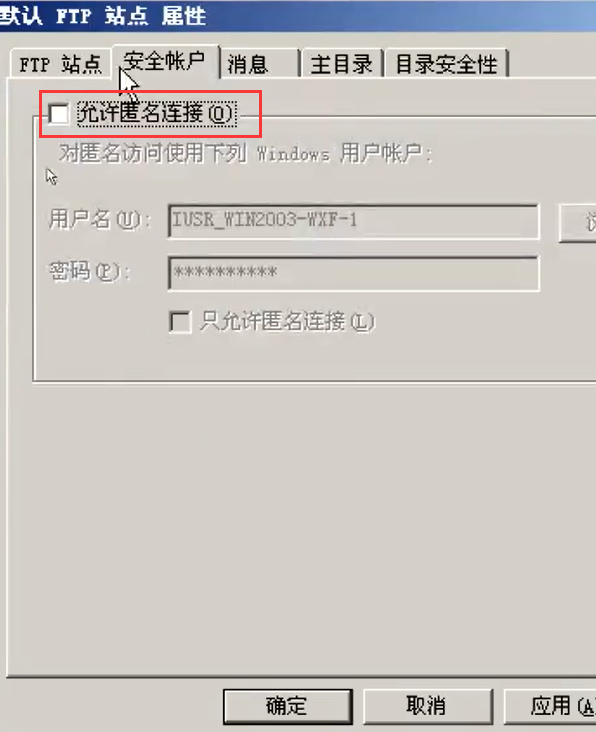 默认 FTP 站点 属性
FTP 站点 安全帐户 消息 主目录 目录安全性
允许匿名连接(O)
对匿名访问使用下列 Windows 用户帐户:
用户名(U): IUSR_WIN2003-WXF-1
密码(P): **********
只允许匿名连接(L)
确定 取消 应用(A